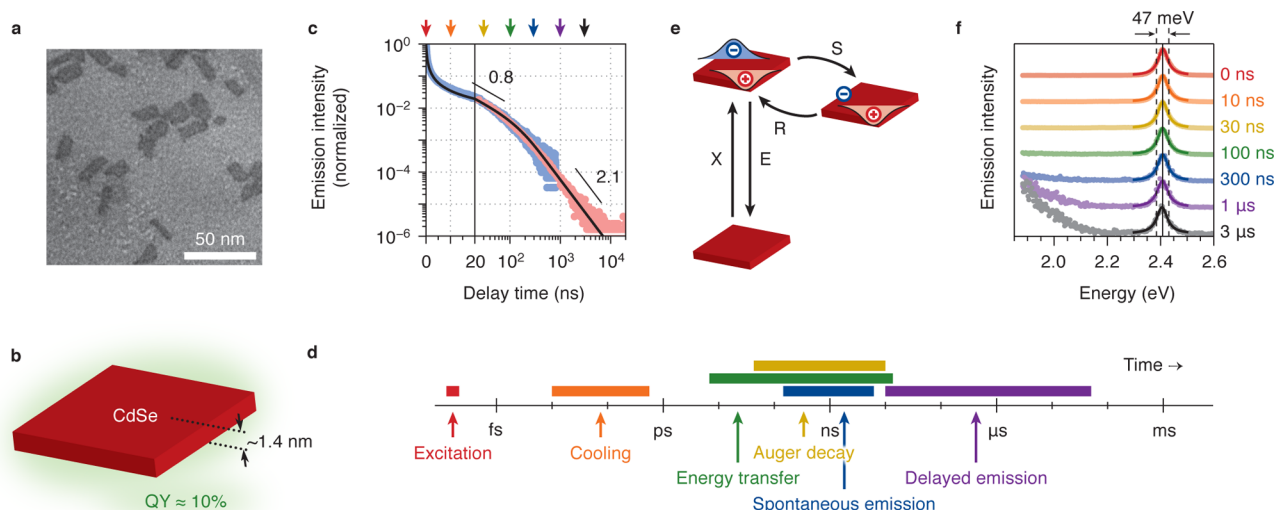 a
50 nm
b
CdSe
~1.4 nm
QY ≈ 10%
c
Emission intensity
(normalized)
10^0
10^−2
10^−4
10^−6
0.8
2.1
0 20 10^2 10^3 10^4
Delay time (ns)
d
Time →
fs ps ns μs ms
Excitation
Cooling
Energy transfer
Auger decay
Spontaneous emission
Delayed emission
e
S
R
X
E
− + − +
f
47 meV
Emission intensity
0 ns
10 ns
30 ns
100 ns
300 ns
1 μs
3 μs
2.0 2.2 2.4 2.6
Energy (eV)